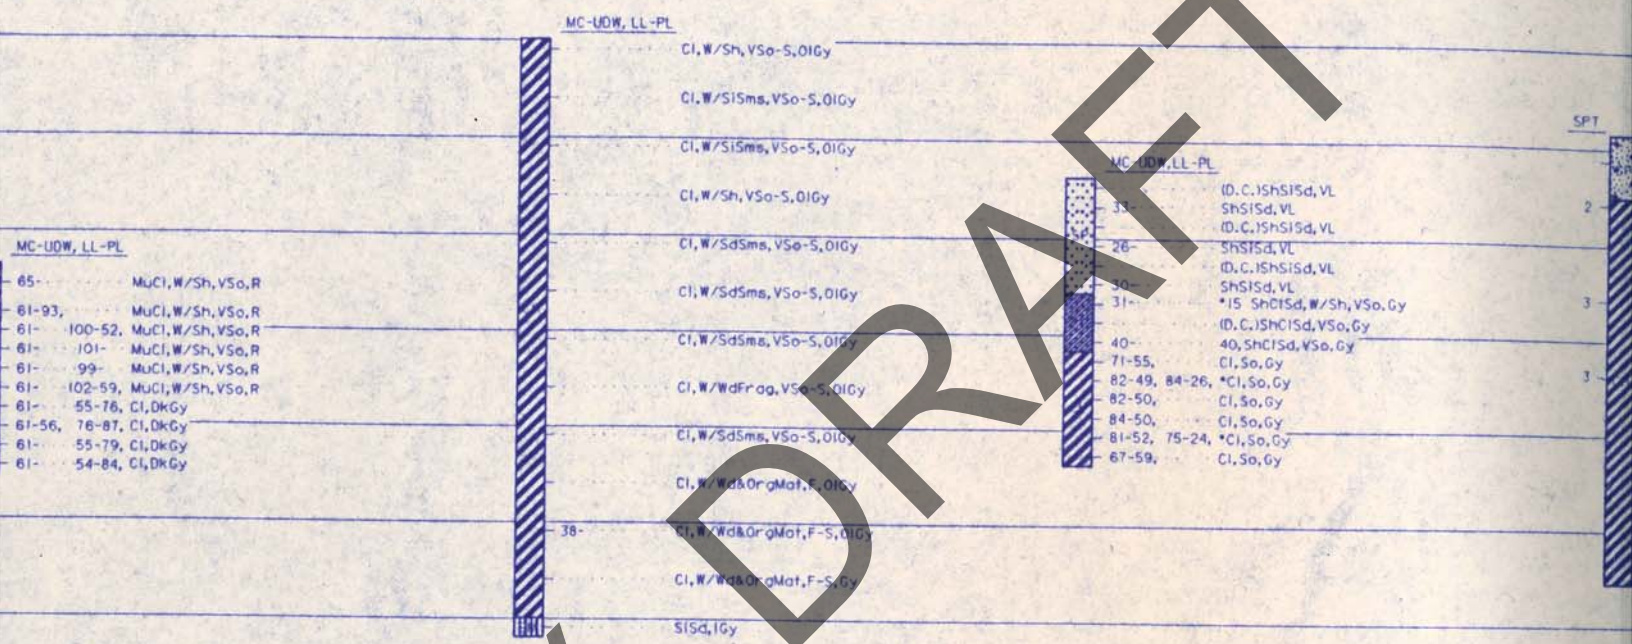 MC-UDW, LL-PL
65- MuCl,W/Sh,VSo,R
61-93, MuCl,W/Sh,VSo,R
61- 100-52, MuCl,W/Sh,VSo,R
61- 101- MuCl,W/Sh,VSo,R
61- 99- MuCl,W/Sh,VSo,R
61- 102-59, MuCl,W/Sh,VSo,R
61- 55-76, Cl,DkGy
61-56, 76-87, Cl,DkGy
61- 55-79, Cl,DkGy
61- 54-84, Cl,DkGy
MC-UDW, LL-PL
Cl,W/Sh,VSo-S,OlGy
Cl,W/SiSms,VSo-S,OlGy
Cl,W/SiSms,VSo-S,OlGy
Cl,W/Sh,VSo-S,OlGy
Cl,W/SdSms,VSo-S,OlGy
Cl,W/SdSms,VSo-S,OlGy
Cl,W/SdSms,VSo-S,OlGy
Cl,W/WdFrag,VSo-S,OlGy
Cl,W/SdSms,VSo-S,OlGy
Cl,W/Wd&OrgMat,F,OlGy
38- Cl,W/Wd&OrgMat,F-S,OlGy
Cl,W/Wd&OrgMat,F-S,Gy
SiSd,lGy
MC-UDW,LL-PL
(D.C.)ShSiSd,VL
33- ShSiSd,VL
(D.C.)ShSiSd,VL
26- ShSiSd,VL
(D.C.)ShSiSd,VL
30- ShSiSd,VL
31- *15 ShClSd,W/Sh,VSo,Gy
(D.C.)ShClSd,VSo,Gy
40- 40,ShClSd,VSo,Gy
71-55, Cl,So,Gy
82-49, 84-26, *Cl,So,Gy
82-50, Cl,So,Gy
84-50, Cl,So,Gy
81-52, 75-24, *Cl,So,Gy
67-59, Cl,So,Gy
SPT
2
3
3
DRAFT